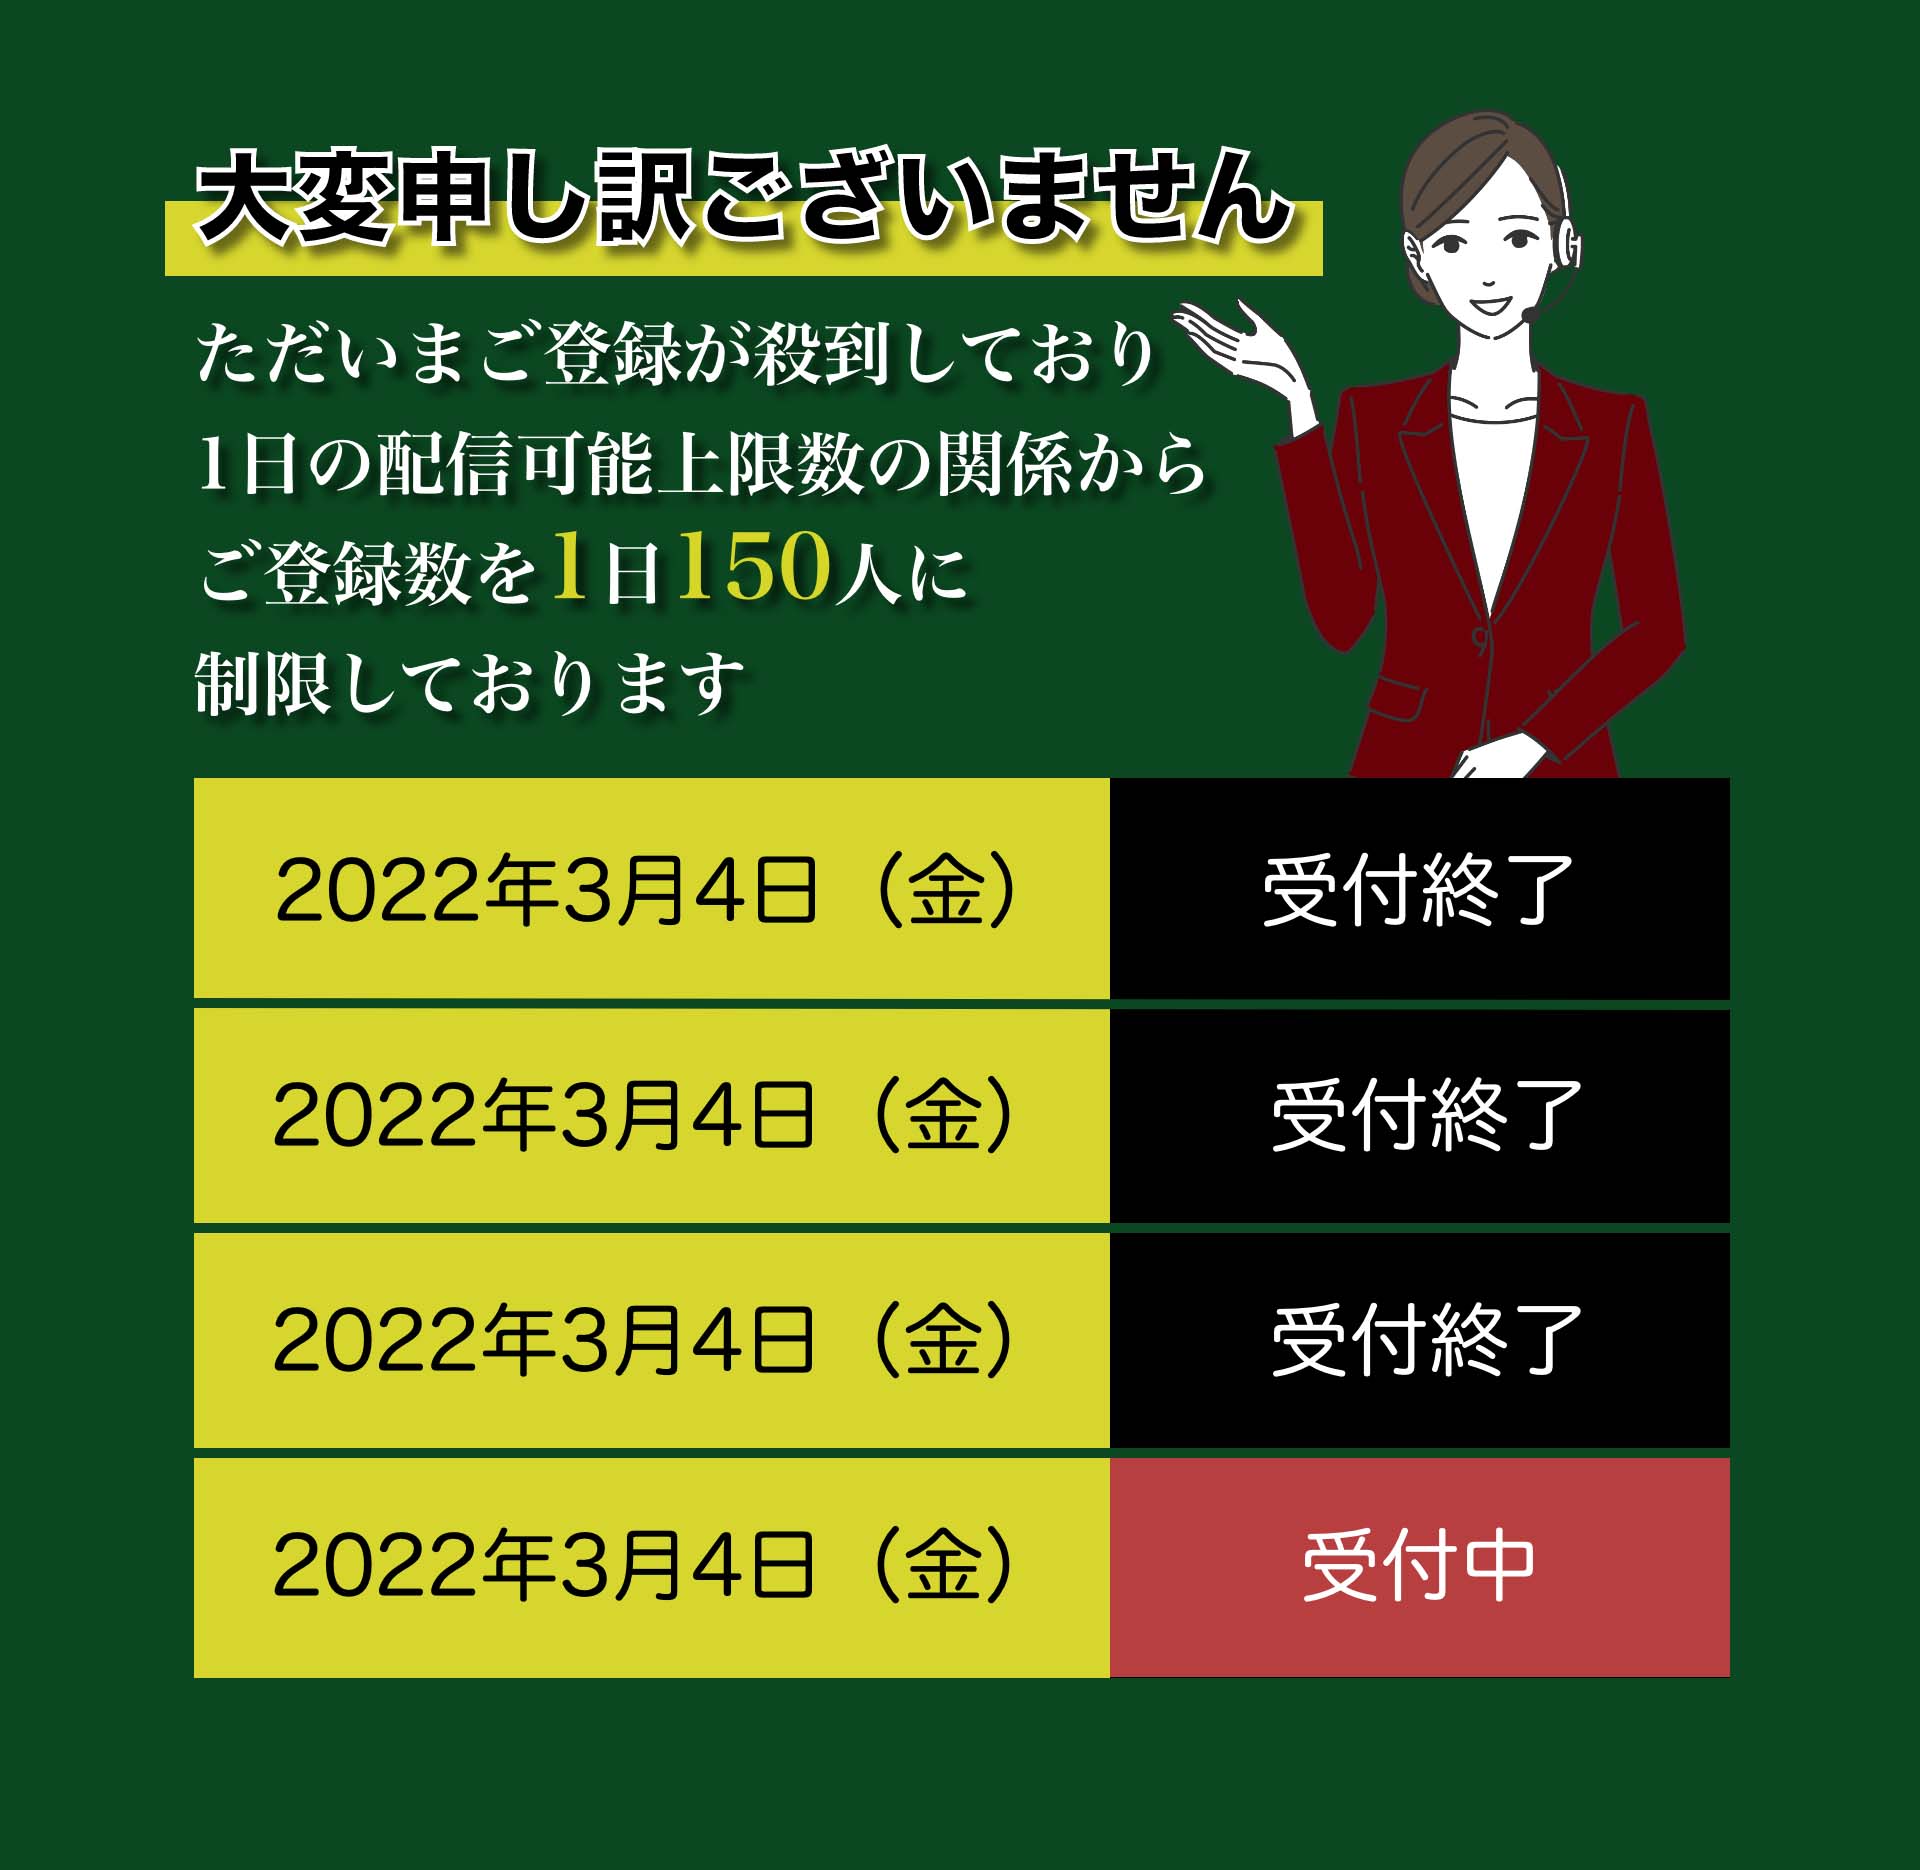 大変申し訳ございません
ただいまご登録が殺到しており
1日の配信可能上限数の関係から
ご登録数を1日150人に
制限しております
2022年3月4日（金） 受付終了
2022年3月4日（金） 受付終了
2022年3月4日（金） 受付終了
2022年3月4日（金） 受付中